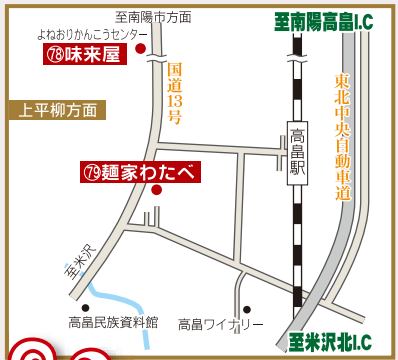 至南陽市方面
至南陽高畠I.C
よねおりかんこうセンター
㊆味来屋
国道13号
東北中央自動車道
上平柳方面
高畠駅
㊆麺家わたべ
至米沢
高畠民族資料館
高畠ワイナリー
至米沢北I.C